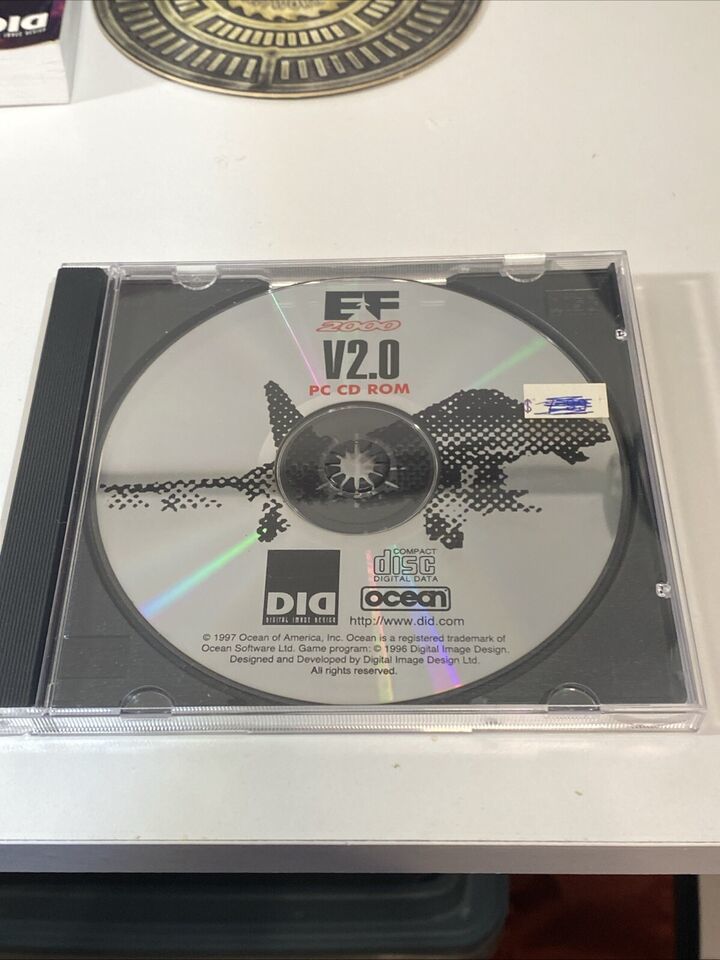 DID
IMAGE DESIGN
EF
2000
V2.0
PC CD ROM
$
DID
DIGITAL IMAGE DESIGN
COMPACT
disc
DIGITAL DATA
ocean
http://www.did.com
© 1997 Ocean of America, Inc. Ocean is a registered trademark of
Ocean Software Ltd. Game program: © 1996 Digital Image Design.
Designed and Developed by Digital Image Design Ltd.
All rights reserved.